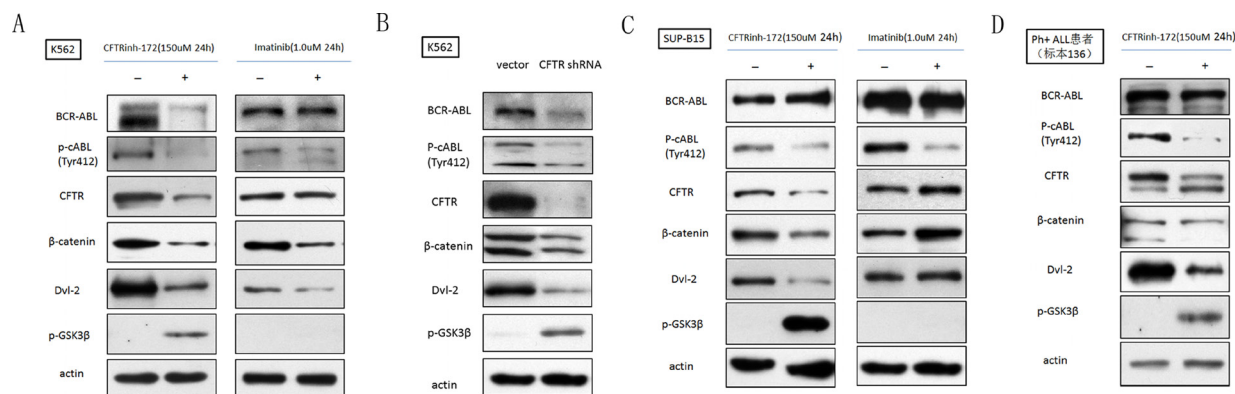 A
K562
CFTRinh-172(150uM 24h)
Imatinib(1.0uM 24h)
– + – +
BCR-ABL
p-cABL
(Tyr412)
CFTR
β-catenin
Dvl-2
p-GSK3β
actin
B
K562
vector CFTR shRNA
BCR-ABL
P-cABL
(Tyr412)
CFTR
β-catenin
Dvl-2
p-GSK3β
actin
C
SUP-B15
CFTRinh-172(150uM 24h)
Imatinib(1.0uM 24h)
– + – +
BCR-ABL
P-cABL
(Tyr412)
CFTR
β-catenin
Dvl-2
p-GSK3β
actin
D
Ph+ ALL患者
（标本136）
CFTRinh-172(150uM 24h)
– +
BCR-ABL
P-cABL
(Tyr412)
CFTR
β-catenin
Dvl-2
p-GSK3β
actin